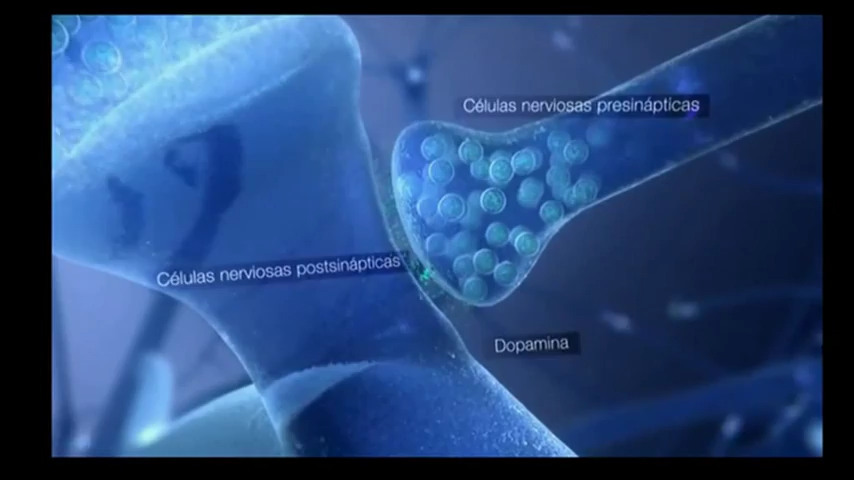 Células nerviosas presinápticas
Células nerviosas postsinápticas
Dopamina